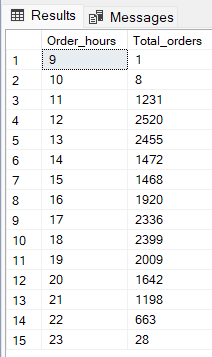 Results Messages
Order_hours Total_orders
1 9 1
2 10 8
3 11 1231
4 12 2520
5 13 2455
6 14 1472
7 15 1468
8 16 1920
9 17 2336
10 18 2399
11 19 2009
12 20 1642
13 21 1198
14 22 663
15 23 28